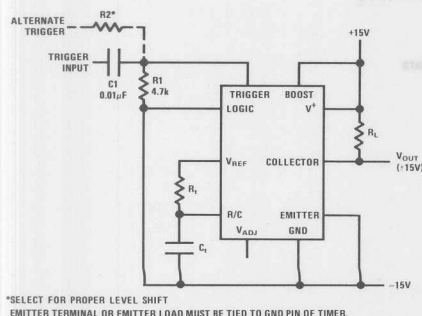 R2*
ALTERNATE
TRIGGER
+15V
TRIGGER
INPUT
C1
0.01μF
R1
4.7k
TRIGGER BOOST
LOGIC V+
RL
VREF COLLECTOR
VOUT
(±15V)
Rt
R/C EMITTER
VADJ GND
Ct
-15V
*SELECT FOR PROPER LEVEL SHIFT
EMITTER TERMINAL OR EMITTER LOAD MUST BE TIED TO GND PIN OF TIMER.